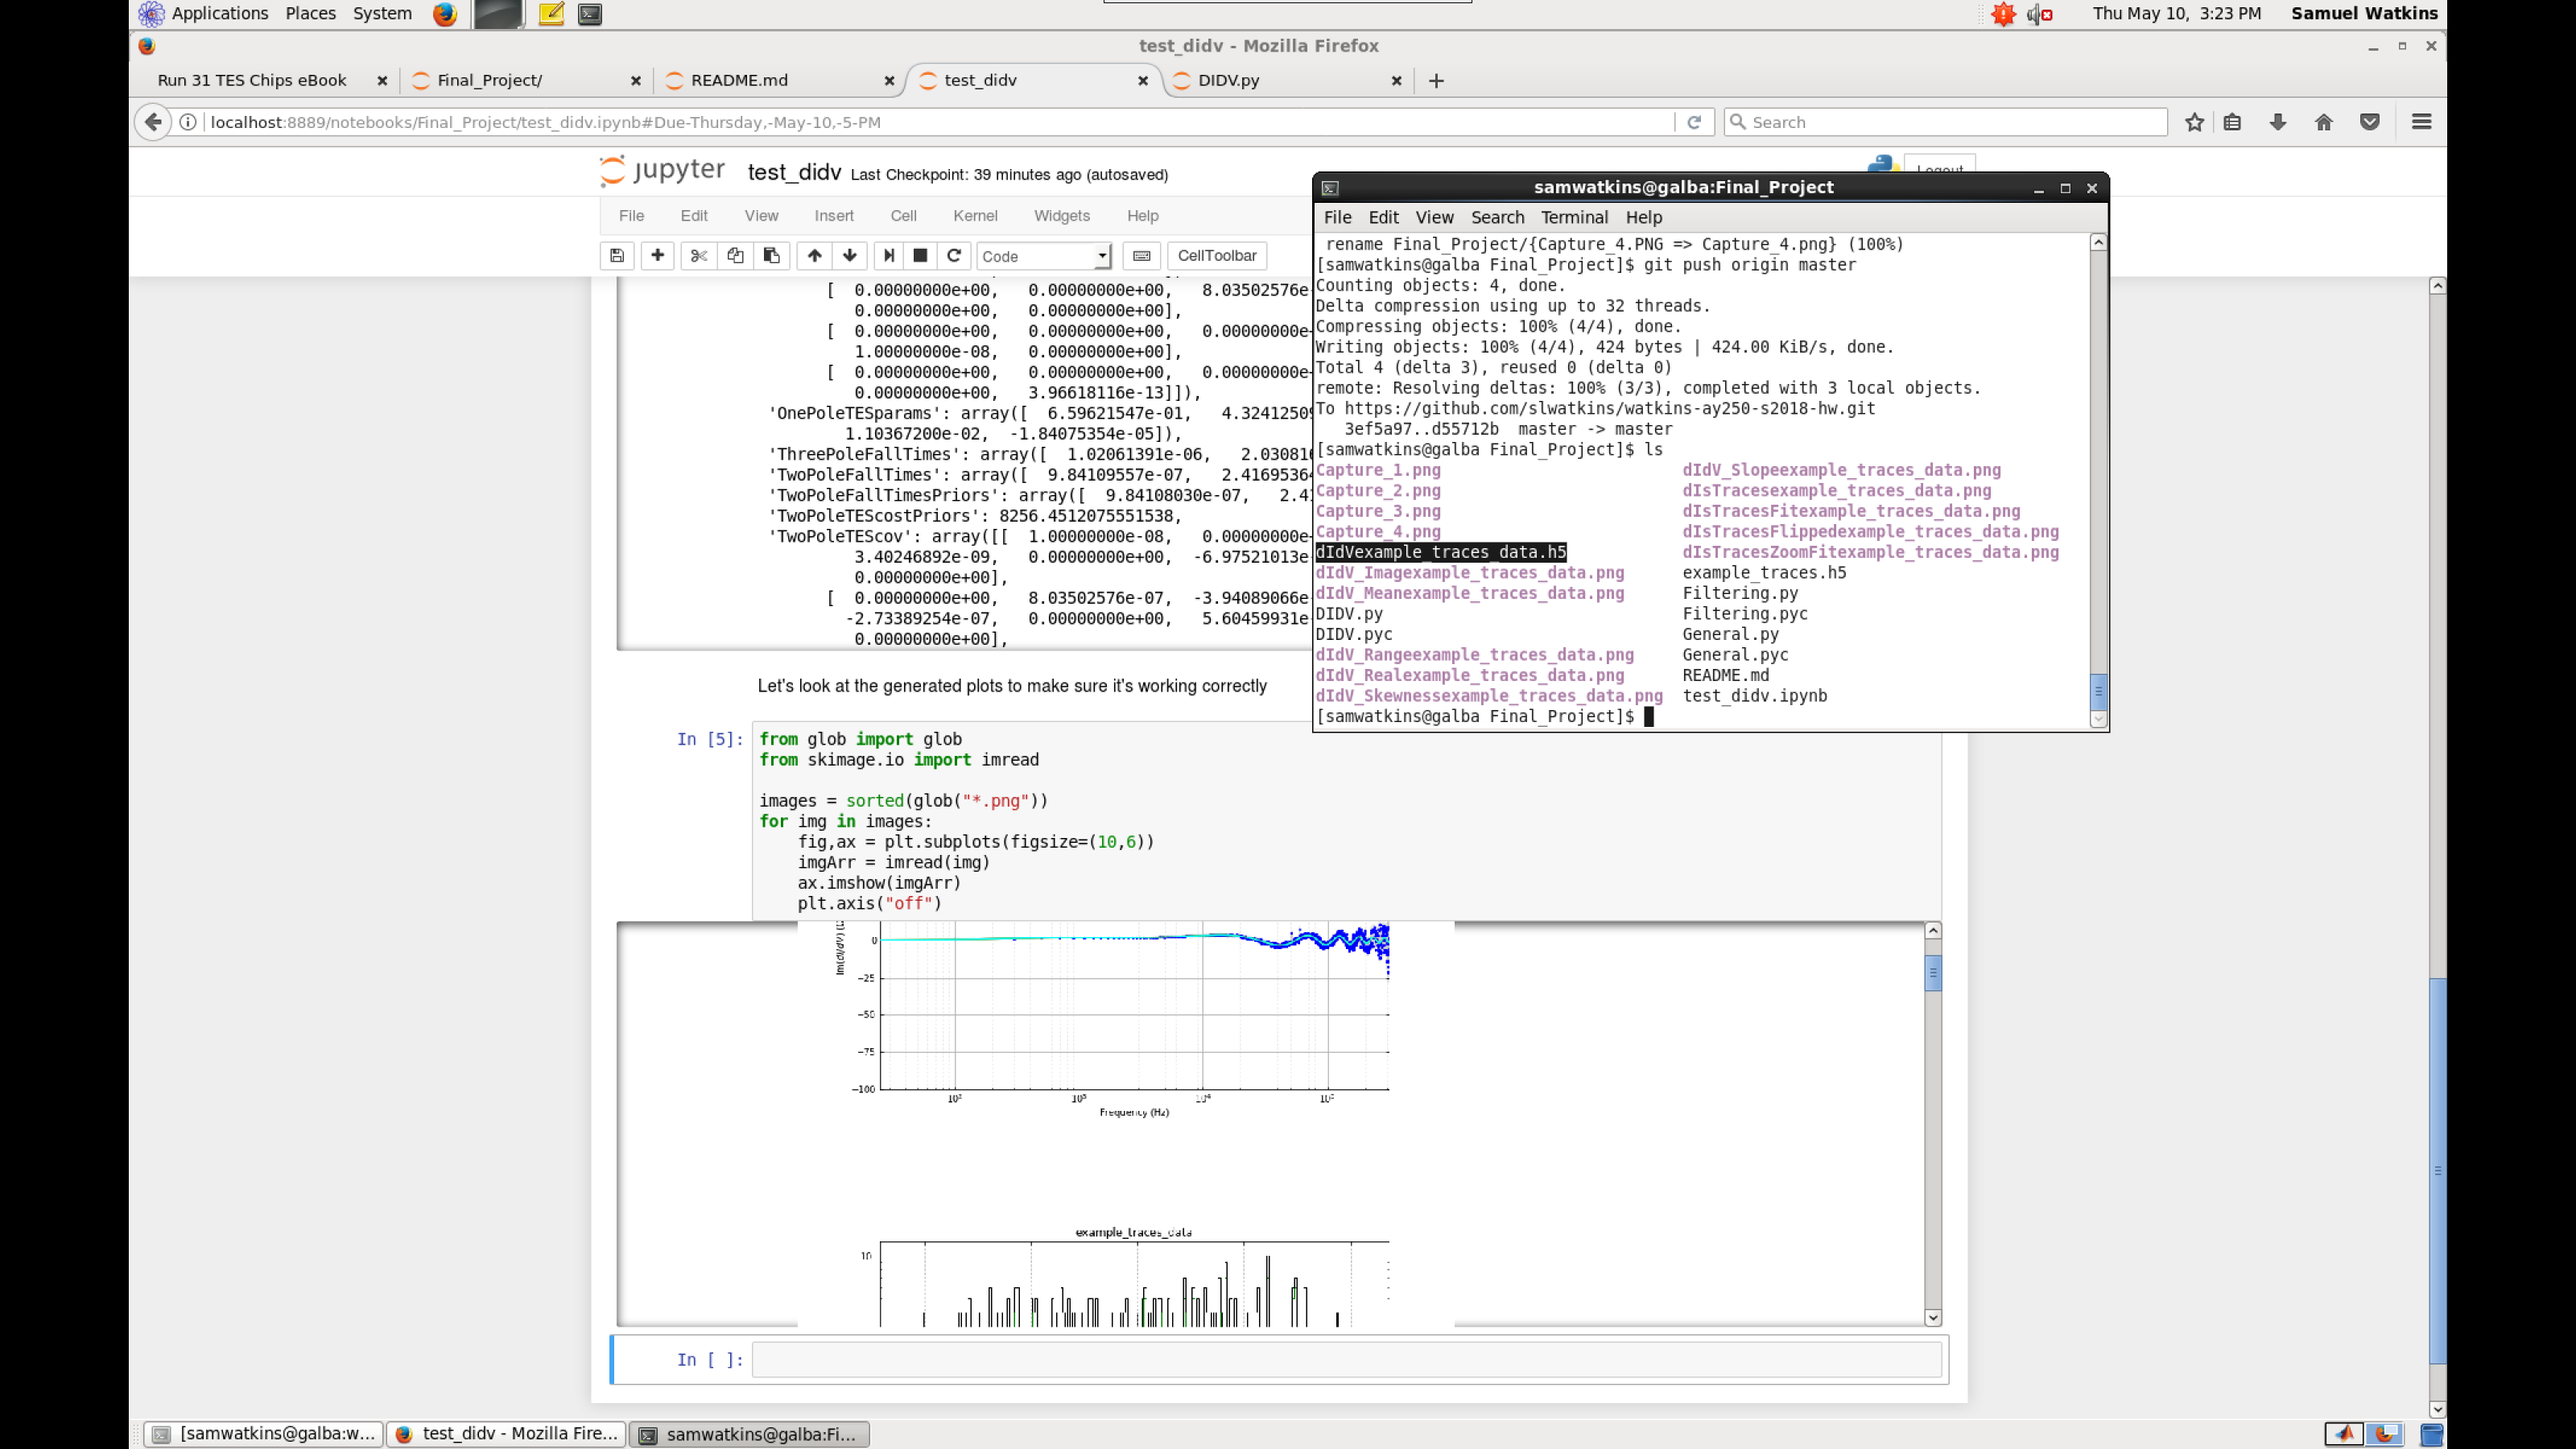 Applications Places System
Thu May 10, 3:23 PM Samuel Watkins
test_didv - Mozilla Firefox
Run 31 TES Chips eBook
Final_Project/
README.md
test_didv
DIDV.py
localhost:8889/notebooks/Final_Project/test_didv.ipynb#Due-Thursday,-May-10,-5-PM
Search
jupyter test_didv Last Checkpoint: 39 minutes ago (autosaved)
File Edit View Insert Cell Kernel Widgets Help
Code
CellToolbar
[ 0.00000000e+00, 0.00000000e+00, 8.03502576e-
0.00000000e+00, 0.00000000e+00],
[ 0.00000000e+00, 0.00000000e+00, 0.00000000e-
1.00000000e-08, 0.00000000e+00],
[ 0.00000000e+00, 0.00000000e+00, 0.00000000e-
0.00000000e+00, 3.96618116e-13]]),
'OnePoleTESparams': array([ 6.59621547e-01, 4.3241250
1.10367200e-02, -1.84075354e-05]),
'ThreePoleFallTimes': array([ 1.02061391e-06, 2.03081
'TwoPoleFallTimes': array([ 9.84109557e-07, 2.4169536
'TwoPoleFallTimesPriors': array([ 9.84108030e-07, 2.4
'TwoPoleTEScostPriors': 8256.4512075551538,
'TwoPoleTEScov': array([[ 1.00000000e-08, 0.00000000e-
3.40246892e-09, 0.00000000e+00, -6.97521013e-
0.00000000e+00],
[ 0.00000000e+00, 8.03502576e-07, -3.94089066e-
-2.73389254e-07, 0.00000000e+00, 5.60459931e-
0.00000000e+00],
Let's look at the generated plots to make sure it's working correctly
In [5]:
from glob import glob
from skimage.io import imread
images = sorted(glob("*.png"))
for img in images:
fig,ax = plt.subplots(figsize=(10,6))
imgArr = imread(img)
ax.imshow(imgArr)
plt.axis("off")
0
−25
−50
−75
−100
10² 10³ 10⁴ 10⁵
Frequency (Hz)
example_traces_data
10
In [ ]:
samwatkins@galba:Final_Project
File Edit View Search Terminal Help
rename Final_Project/{Capture_4.PNG => Capture_4.png} (100%)
[samwatkins@galba Final_Project]$ git push origin master
Counting objects: 4, done.
Delta compression using up to 32 threads.
Compressing objects: 100% (4/4), done.
Writing objects: 100% (4/4), 424 bytes | 424.00 KiB/s, done.
Total 4 (delta 3), reused 0 (delta 0)
remote: Resolving deltas: 100% (3/3), completed with 3 local objects.
To https://github.com/slwatkins/watkins-ay250-s2018-hw.git
3ef5a97..d55712b master -> master
[samwatkins@galba Final_Project]$ ls
Capture_1.png dIdV_Slopeexample_traces_data.png
Capture_2.png dIsTracesexample_traces_data.png
Capture_3.png dIsTracesFitexample_traces_data.png
Capture_4.png dIsTracesFlippedexample_traces_data.png
dIdVexample_traces_data.h5 dIsTracesZoomFitexample_traces_data.png
dIdV_Imagexample_traces_data.png example_traces.h5
dIdV_Meanexample_traces_data.png Filtering.py
DIDV.py Filtering.pyc
DIDV.pyc General.py
dIdV_Rangeexample_traces_data.png General.pyc
dIdV_Realexample_traces_data.png README.md
dIdV_Skewnessexample_traces_data.png test_didv.ipynb
[samwatkins@galba Final_Project]$
[samwatkins@galba:w...
test_didv - Mozilla Fire...
samwatkins@galba:Fi...